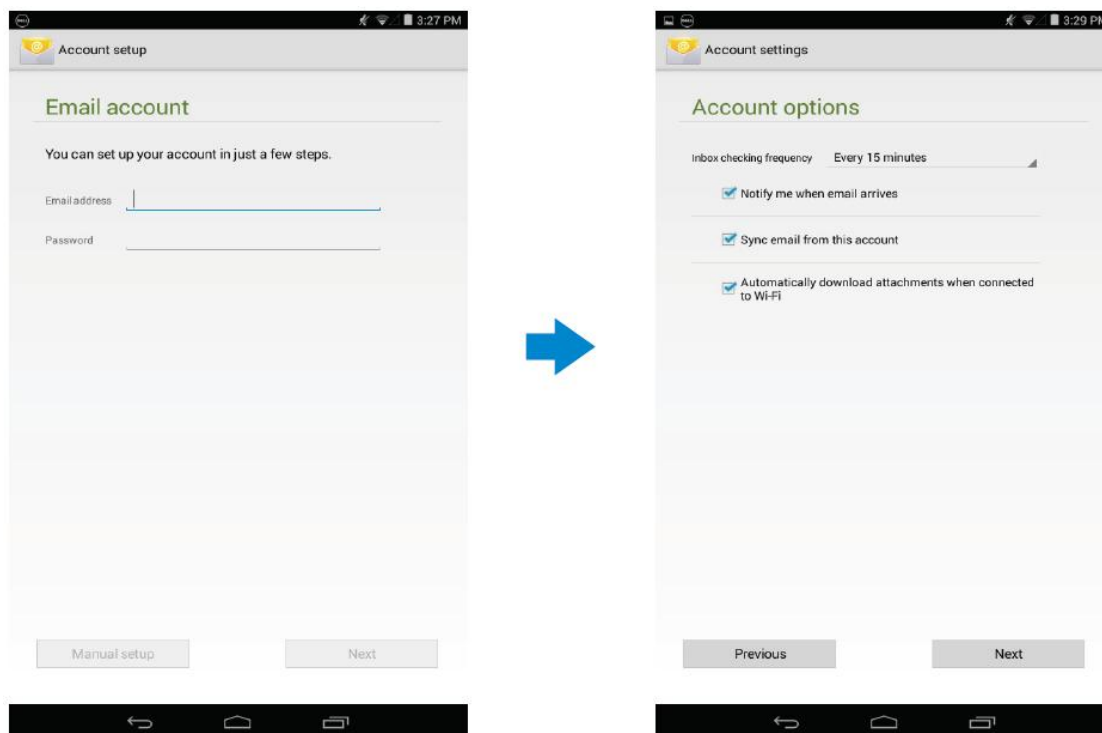 3:27 PM
Account setup
Email account
You can set up your account in just a few steps.
Email address
Password
Manual setup
Next
3:29 PM
Account settings
Account options
Inbox checking frequency Every 15 minutes
Notify me when email arrives
Sync email from this account
Automatically download attachments when connected
to Wi-Fi
Previous
Next